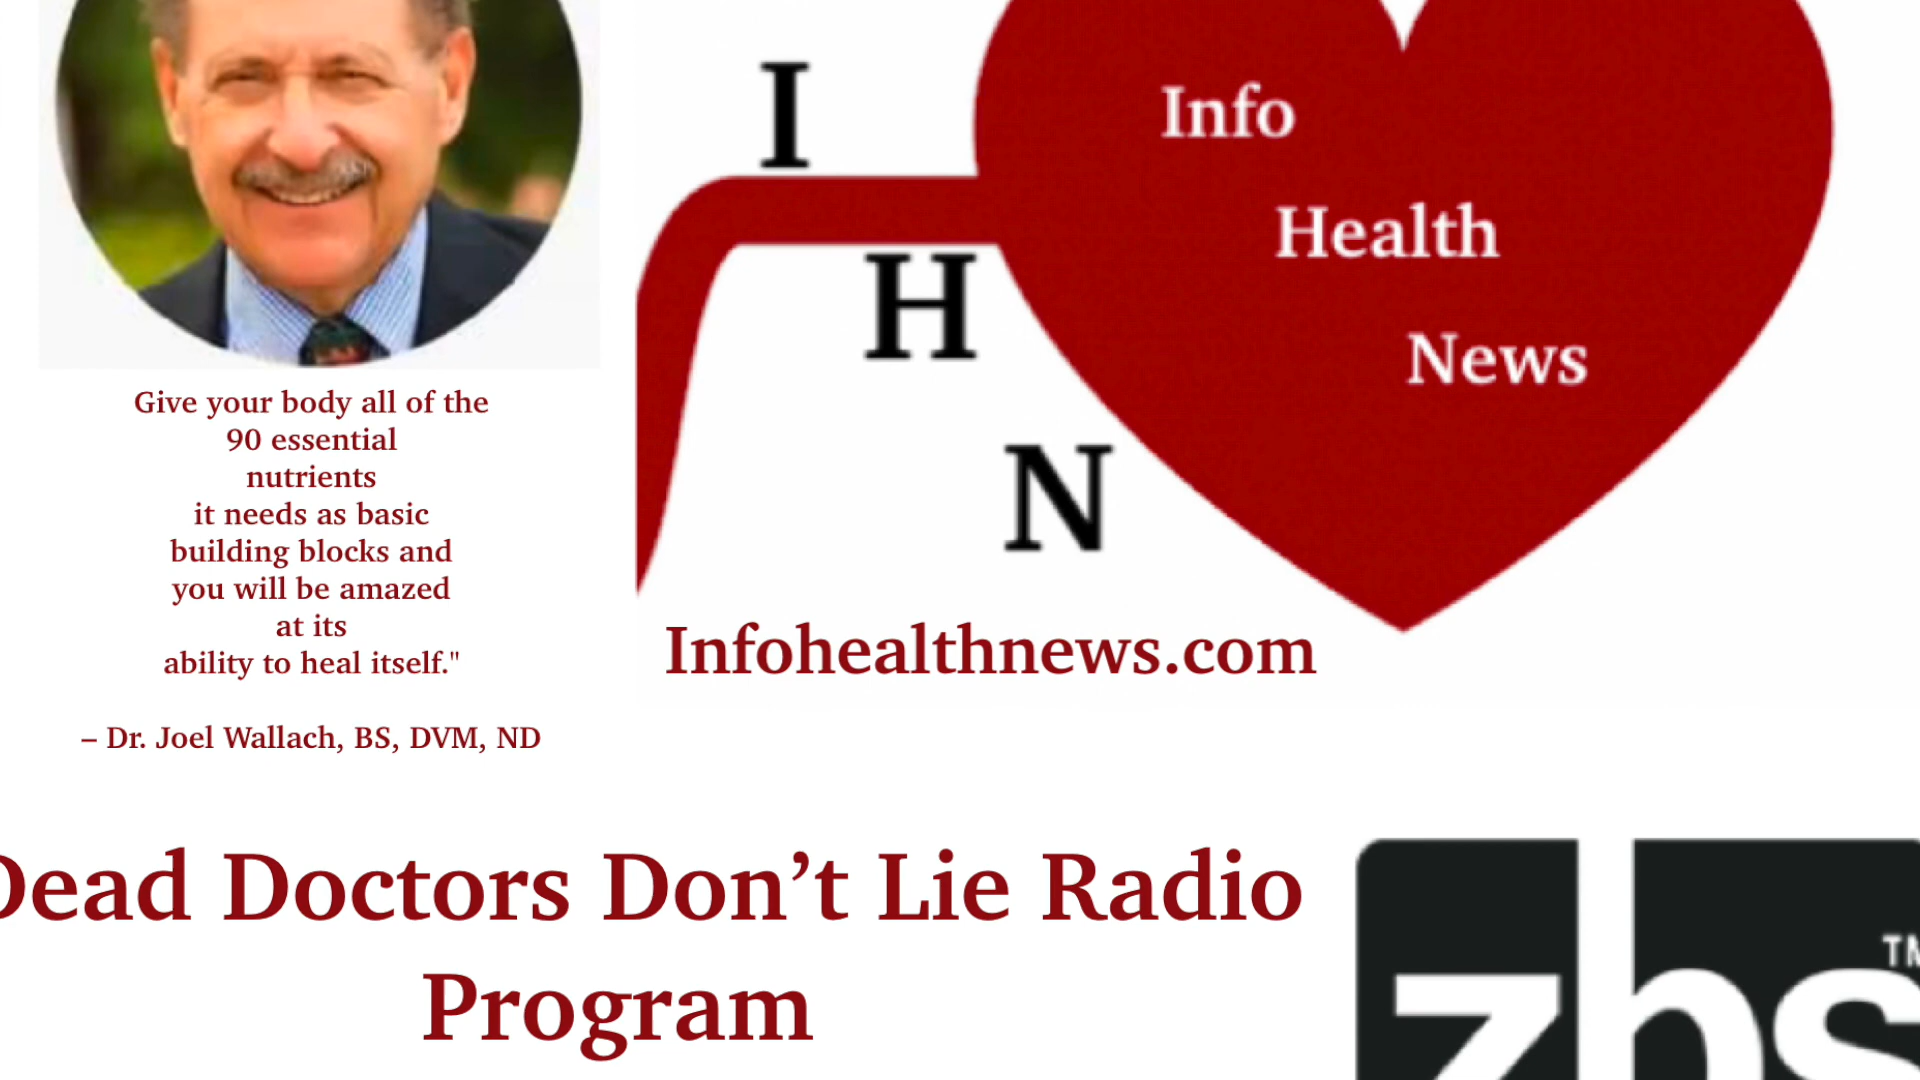 Give your body all of the
90 essential
nutrients
it needs as basic
building blocks and
you will be amazed
at its
ability to heal itself."
– Dr. Joel Wallach, BS, DVM, ND
I
H
N
Info
Health
News
Infohealthnews.com
Dead Doctors Don’t Lie Radio
Program
zbs
TM